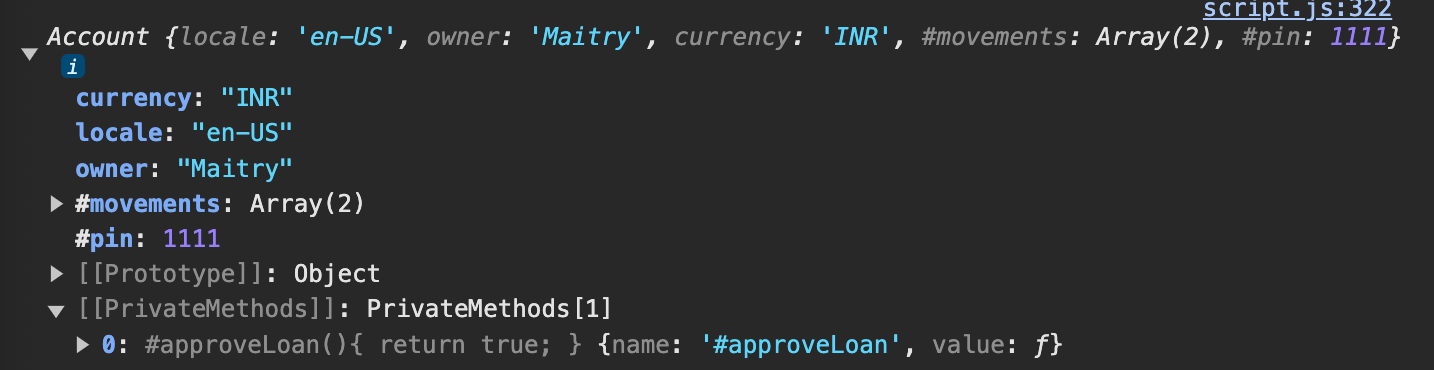 script.js:322
Account {locale: 'en-US', owner: 'Maitry', currency: 'INR', #movements: Array(2), #pin: 1111}
i
currency: "INR"
locale: "en-US"
owner: "Maitry"
#movements: Array(2)
#pin: 1111
[[Prototype]]: Object
[[PrivateMethods]]: PrivateMethods[1]
0: #approveLoan(){ return true; } {name: '#approveLoan', value: ƒ}